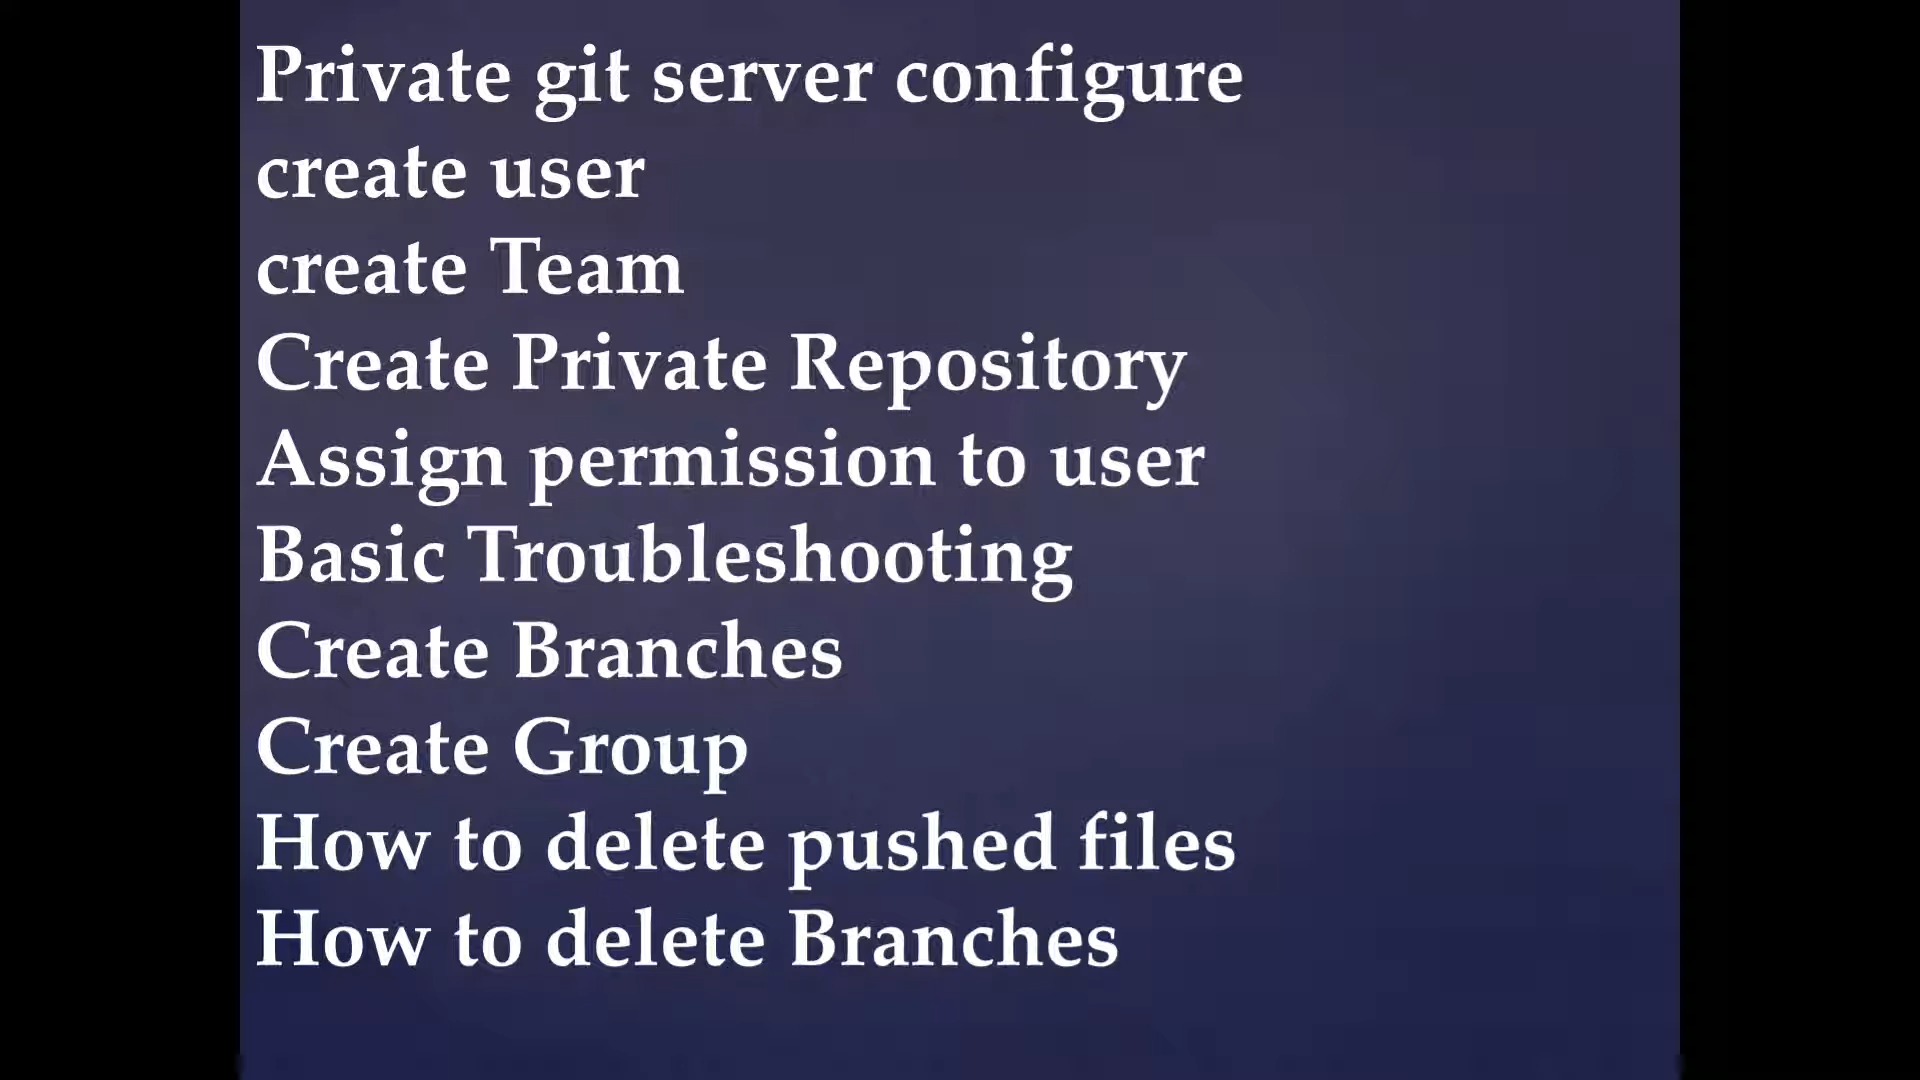 Private git server configure
create user
create Team
Create Private Repository
Assign permission to user
Basic Troubleshooting
Create Branches
Create Group
How to delete pushed files
How to delete Branches